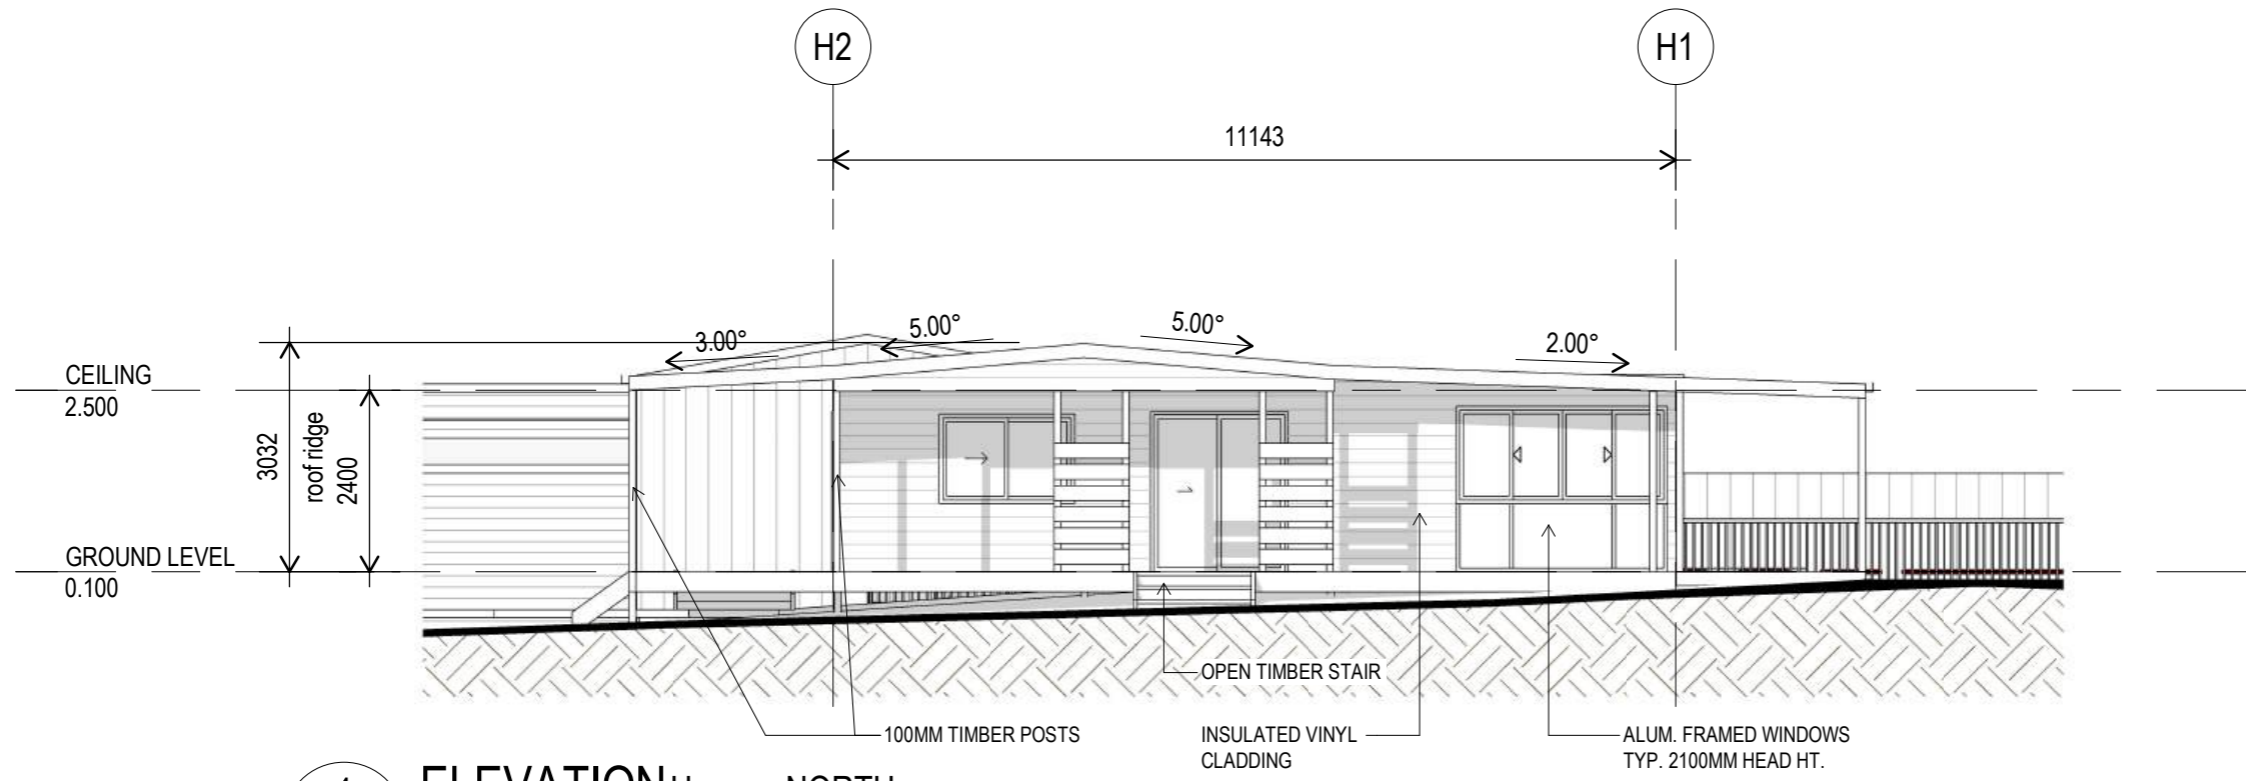 H2
H1
11143
3.00°
5.00°
5.00°
2.00°
CEILING
2.500
3032
roof ridge
2400
GROUND LEVEL
0.100
OPEN TIMBER STAIR
100MM TIMBER POSTS
INSULATED VINYL
CLADDING
ALUM. FRAMED WINDOWS
TYP. 2100MM HEAD HT.
ELEVATION
NORTH